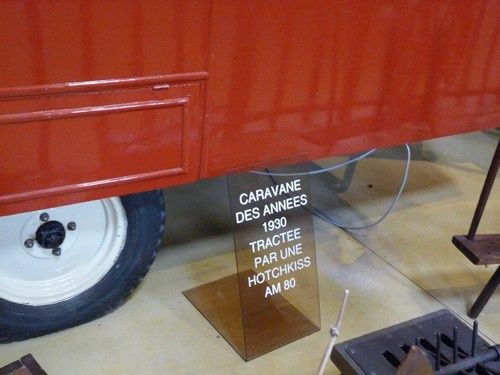 CARAVANE
DES ANNEES
1930
TRACTEE
PAR UNE
HOTCHKISS
AM 80